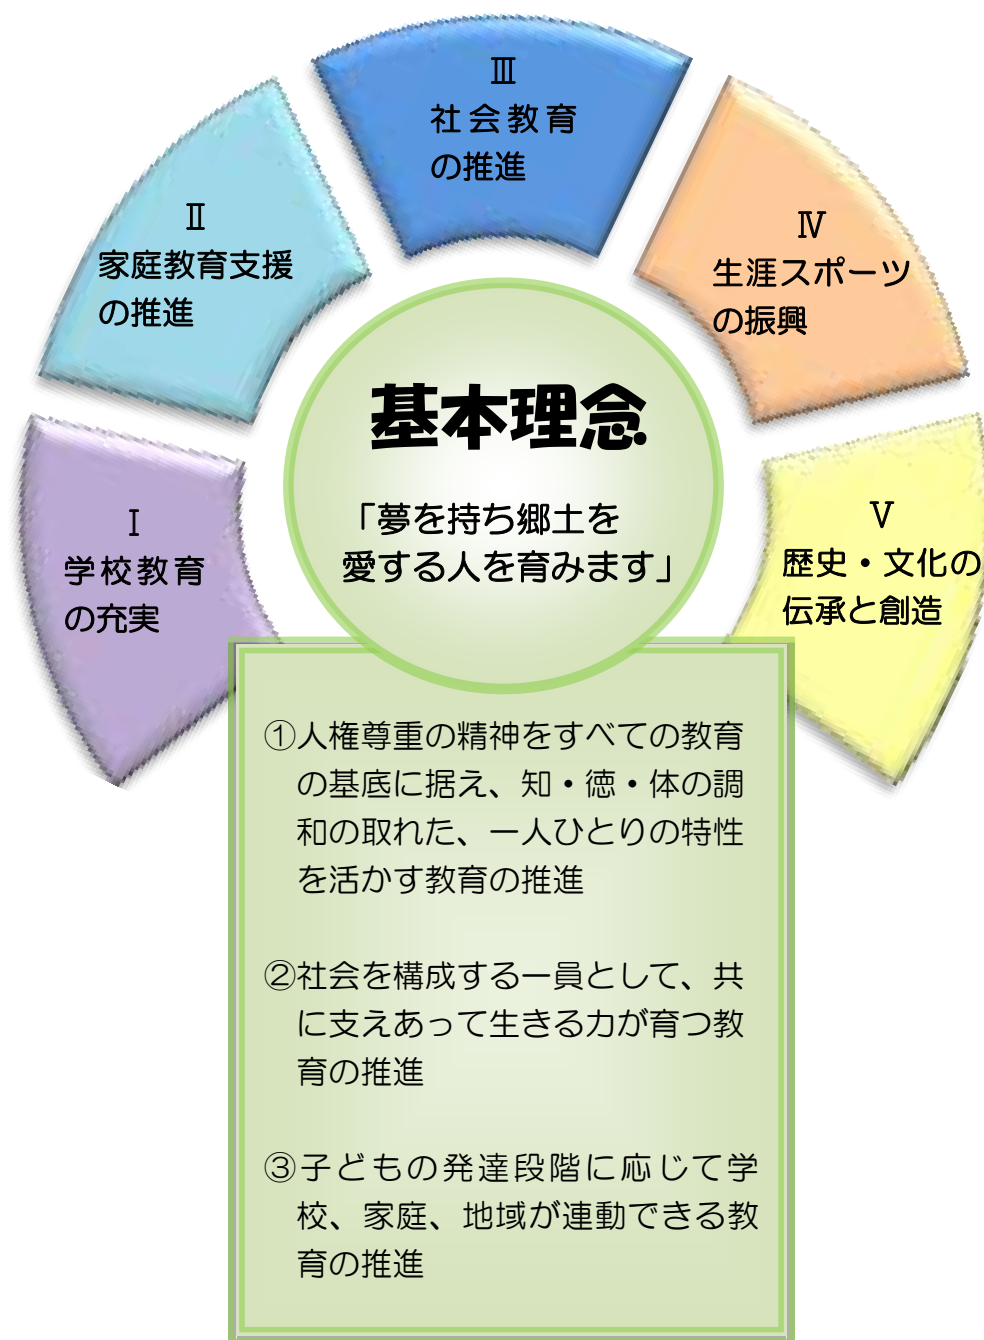 Ⅲ
社会教育
の推進
Ⅱ
家庭教育支援
の推進
Ⅳ
生涯スポーツ
の振興
Ⅰ
学校教育
の充実
Ⅴ
歴史・文化の
伝承と創造
基本理念
「夢を持ち郷土を
愛する人を育みます」
①人権尊重の精神をすべての教育
の基底に据え、知・徳・体の調
和の取れた、一人ひとりの特性
を活かす教育の推進
②社会を構成する一員として、共
に支えあって生きる力が育つ教
育の推進
③子どもの発達段階に応じて学
校、家庭、地域が連動できる教
育の推進